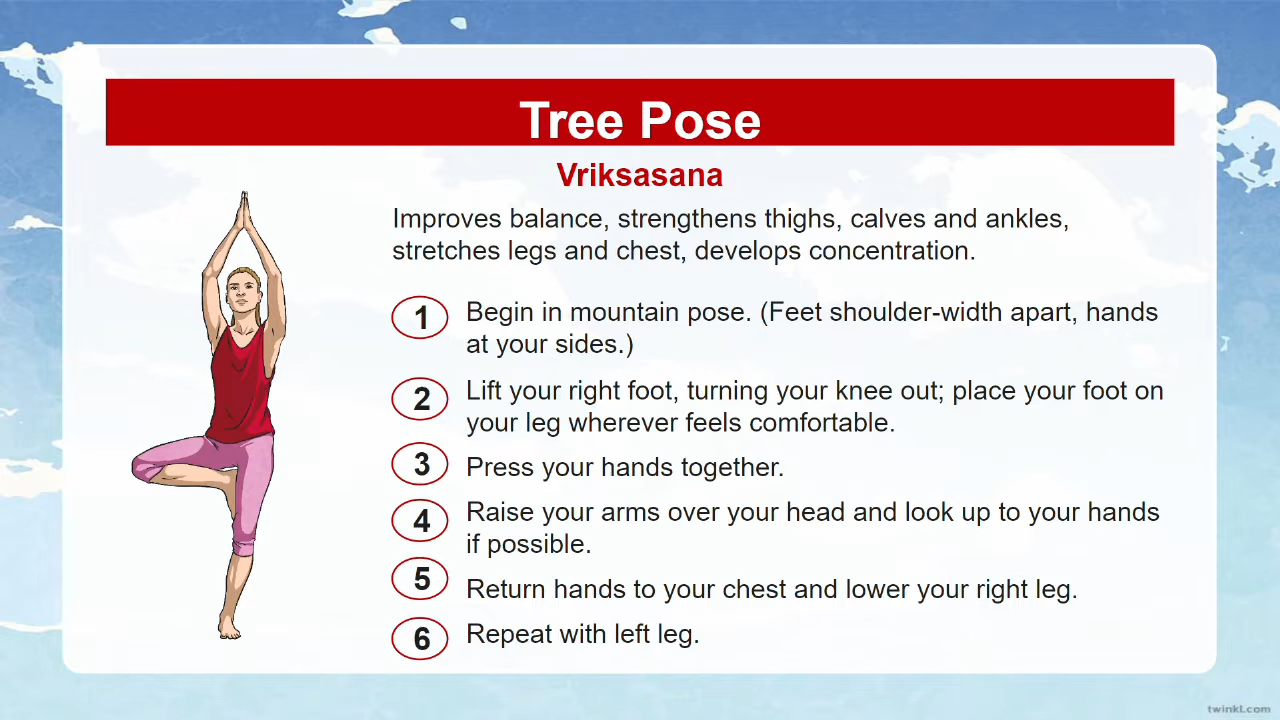 Tree Pose
Vriksasana
Improves balance, strengthens thighs, calves and ankles,
stretches legs and chest, develops concentration.
1 Begin in mountain pose. (Feet shoulder-width apart, hands
at your sides.)
2 Lift your right foot, turning your knee out; place your foot on
your leg wherever feels comfortable.
3 Press your hands together.
4 Raise your arms over your head and look up to your hands
if possible.
5 Return hands to your chest and lower your right leg.
6 Repeat with left leg.
twinkl.com